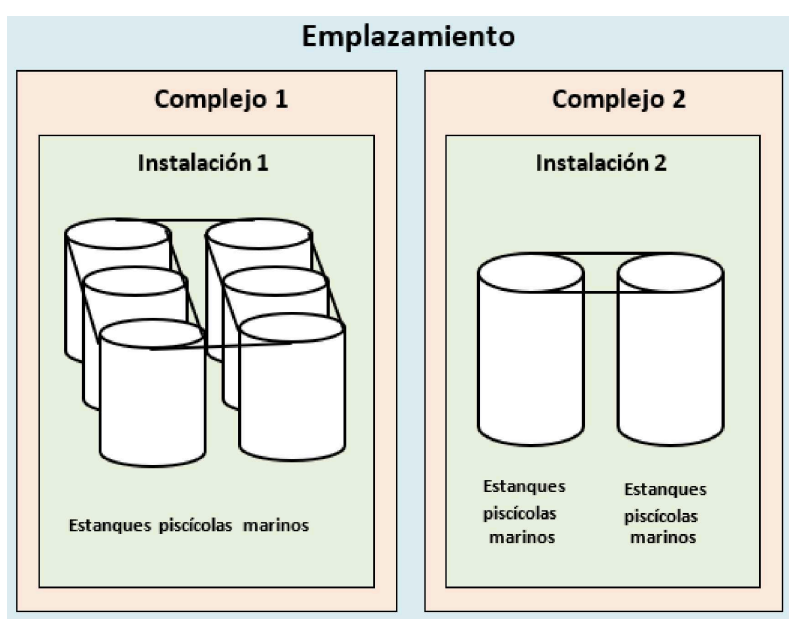 Emplazamiento
Complejo 1
Instalación 1
Estanques piscícolas marinos
Complejo 2
Instalación 2
Estanques
piscícolas
marinos
Estanques
piscícolas
marinos